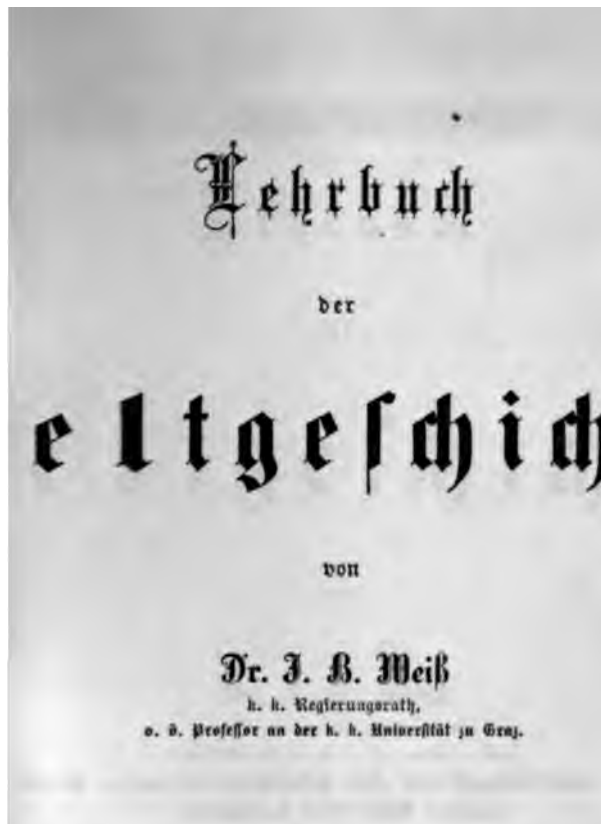 Lehrbuch
der
eltgeſchich
von
Dr. J. B. Weiß
k. k. Regierungsrath,
o. ö. Profeſſor an der k. k. Univerſität zu Graz.